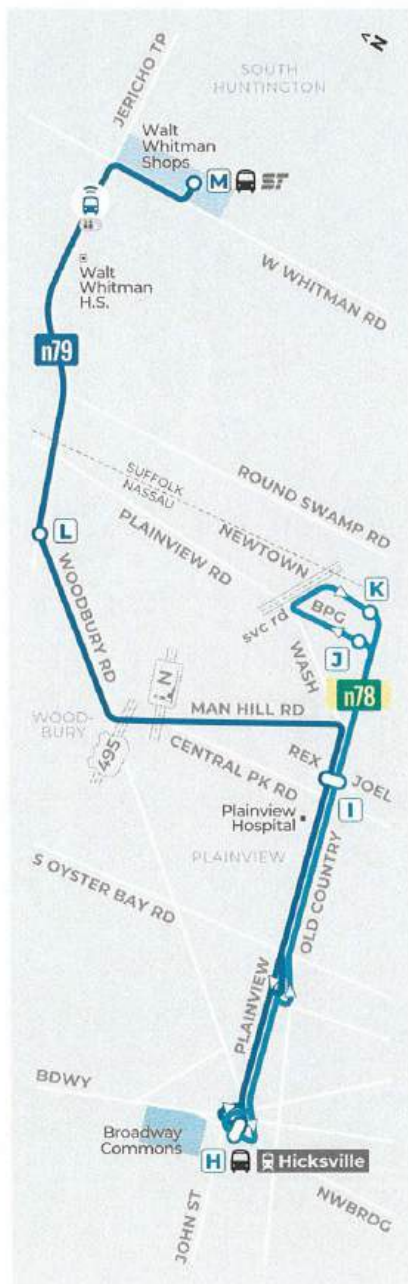 N
SOUTH
HUNTINGTON
JERICHO TP
Walt
Whitman
Shops
M
ST
W WHITMAN RD
Walt
Whitman
H.S.
n79
ROUND SWAMP RD
SUFFOLK
NASSAU
NEWTOWN
PLAINVIEW RD
L
WOODBURY RD
K
BPG
svc rd
J
WASH
n78
N
MAN HILL RD
WOOD-
BURY
495
CENTRAL PK RD
REX
JOEL
I
Plainview
Hospital
PLAINVIEW
OLD COUNTRY
S OYSTER BAY RD
PLAINVIEW
BDWY
Broadway
Commons
H
Hicksville
JOHN ST
NWBRDG